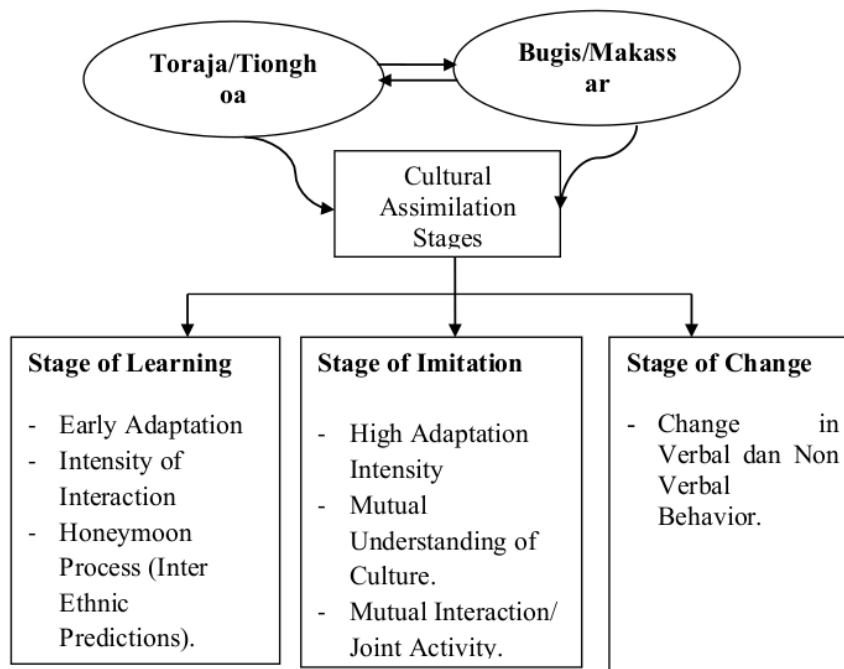 Toraja/Tiongh
oa
Bugis/Makass
ar
Cultural
Assimilation
Stages
Stage of Learning
- Early Adaptation
- Intensity of
Interaction
- Honeymoon
Process (Inter
Ethnic
Predictions).
Stage of Imitation
- High Adaptation
Intensity
- Mutual
Understanding of
Culture.
- Mutual Interaction/
Joint Activity.
Stage of Change
- Change in
Verbal dan Non
Verbal
Behavior.